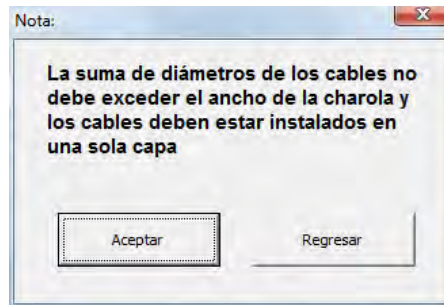 Nota:
La suma de diámetros de los cables no
debe exceder el ancho de la charola y
los cables deben estar instalados en
una sola capa
Aceptar
Regresar